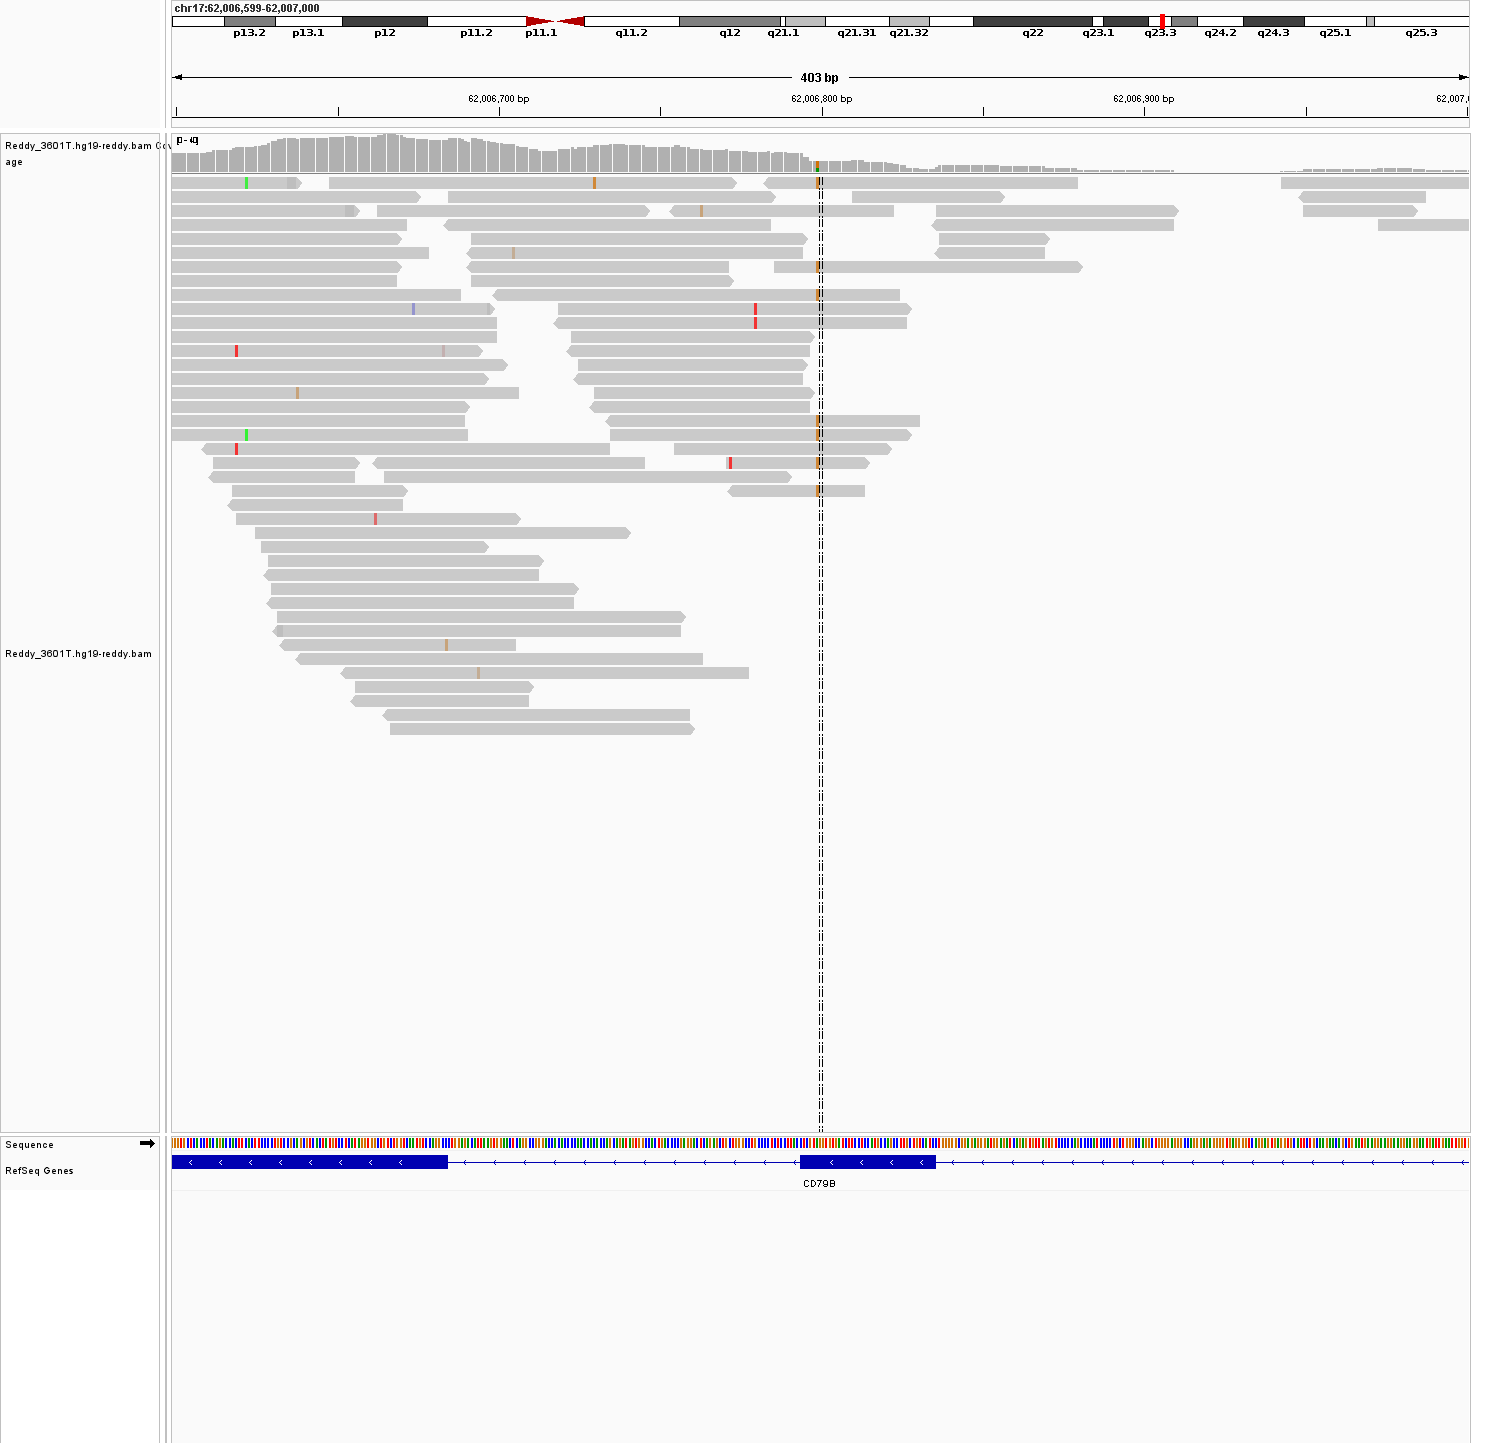 chr17:62,006,599-62,007,000
p13.2 p13.1 p12 p11.2 p11.1 q11.2 q12 q21.1 q21.31 q21.32 q22 q23.1 q23.3 q24.2 q24.3 q25.1 q25.3
403 bp
62,006,700 bp 62,006,800 bp 62,006,900 bp 62,007,0
Reddy_3601T.hg19-reddy.bam Cov
age
Reddy_3601T.hg19-reddy.bam
Sequence
RefSeq Genes
CD79B